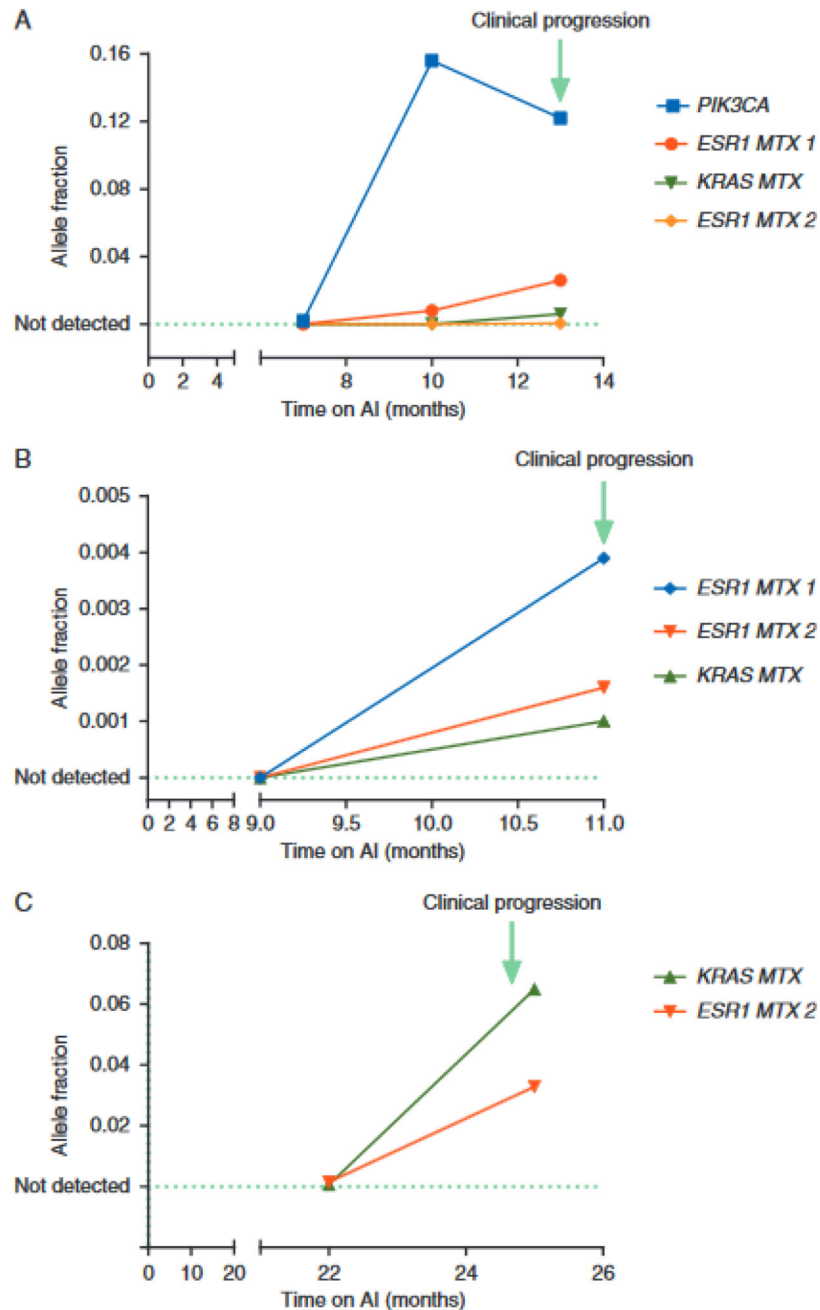 A
Clinical progression
0.16
0.12
0.08
0.04
Not detected
Allele fraction
0 2 4 8 10 12 14
Time on AI (months)
PIK3CA
ESR1 MTX 1
KRAS MTX
ESR1 MTX 2
B
Clinical progression
0.005
0.004
0.003
0.002
0.001
Not detected
Allele fraction
0 2 4 6 8 9.0 9.5 10.0 10.5 11.0
Time on AI (months)
ESR1 MTX 1
ESR1 MTX 2
KRAS MTX
C
Clinical progression
0.08
0.06
0.04
0.02
Not detected
Allele fraction
0 10 20 22 24 26
Time on AI (months)
KRAS MTX
ESR1 MTX 2